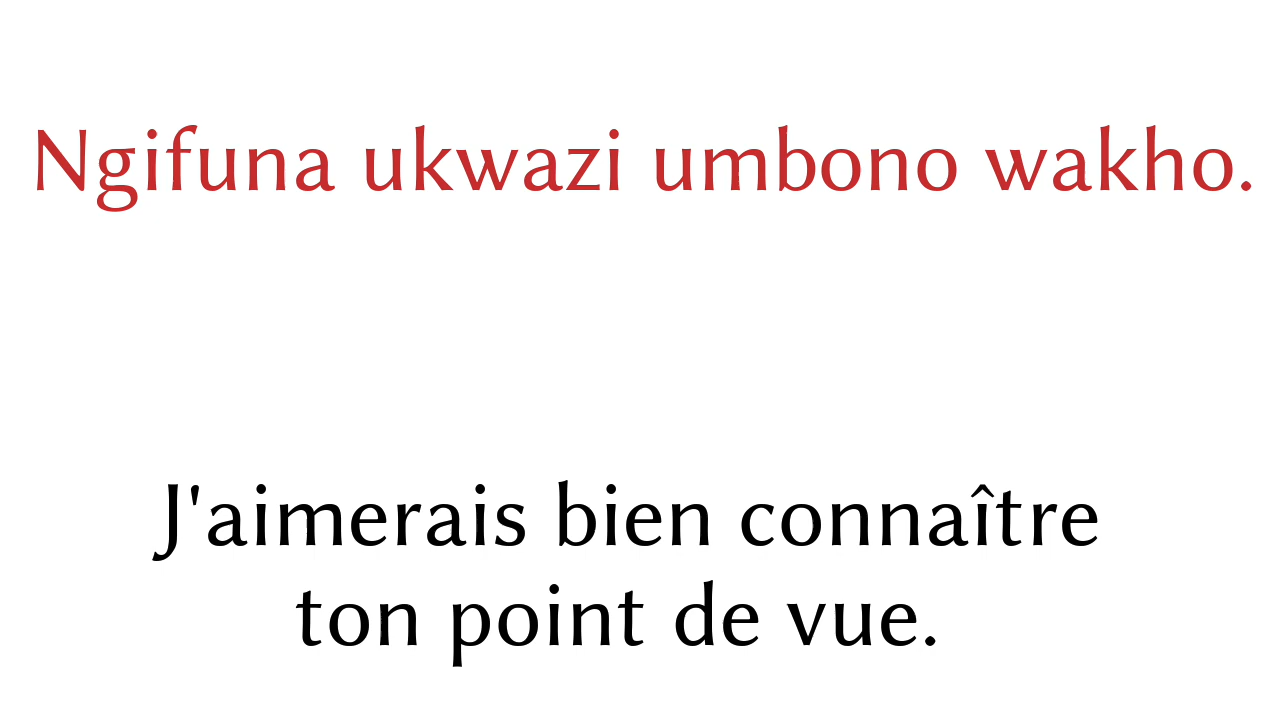 Ngifuna ukwazi umbono wakho.
J'aimerais bien connaître
ton point de vue.